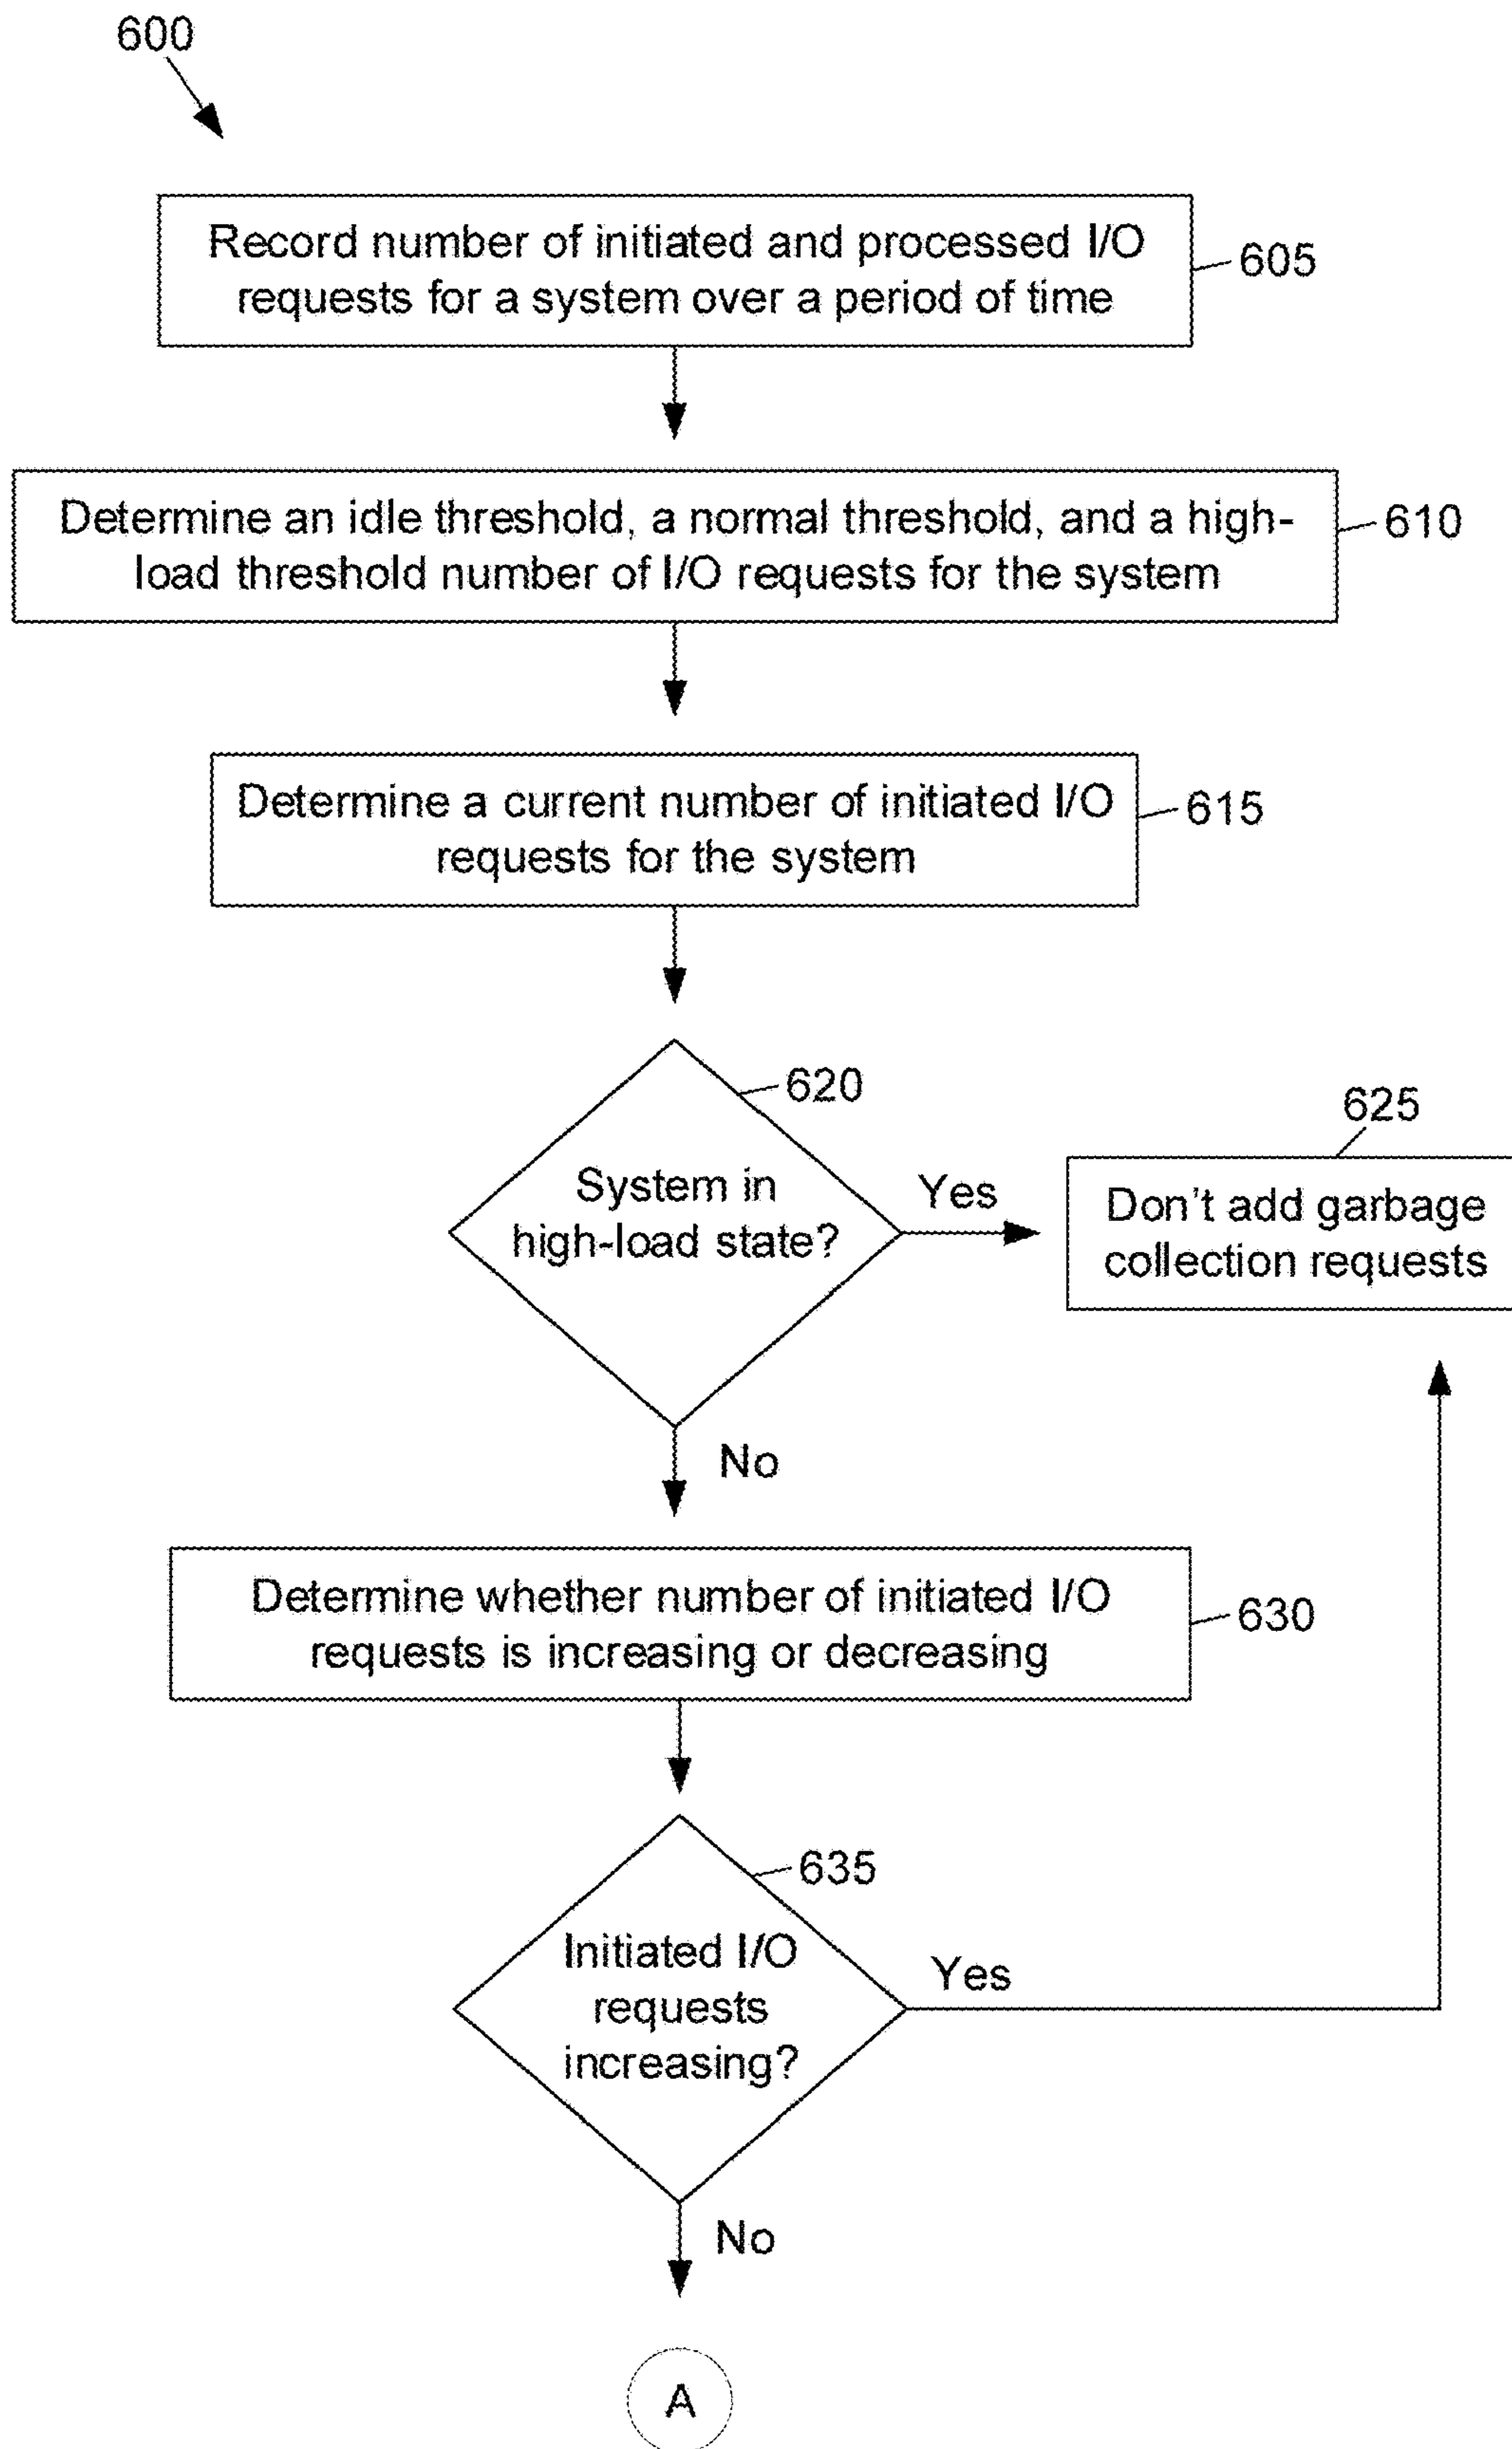 600
Record number of initiated and processed I/O
requests for a system over a period of time
605
Determine an idle threshold, a normal threshold, and a high-
load threshold number of I/O requests for the system
610
Determine a current number of initiated I/O
requests for the system
615
620
System in
high-load state?
Yes
625
Don't add garbage
collection requests
No
Determine whether number of initiated I/O
requests is increasing or decreasing
630
635
Initiated I/O
requests
increasing?
Yes
No
A